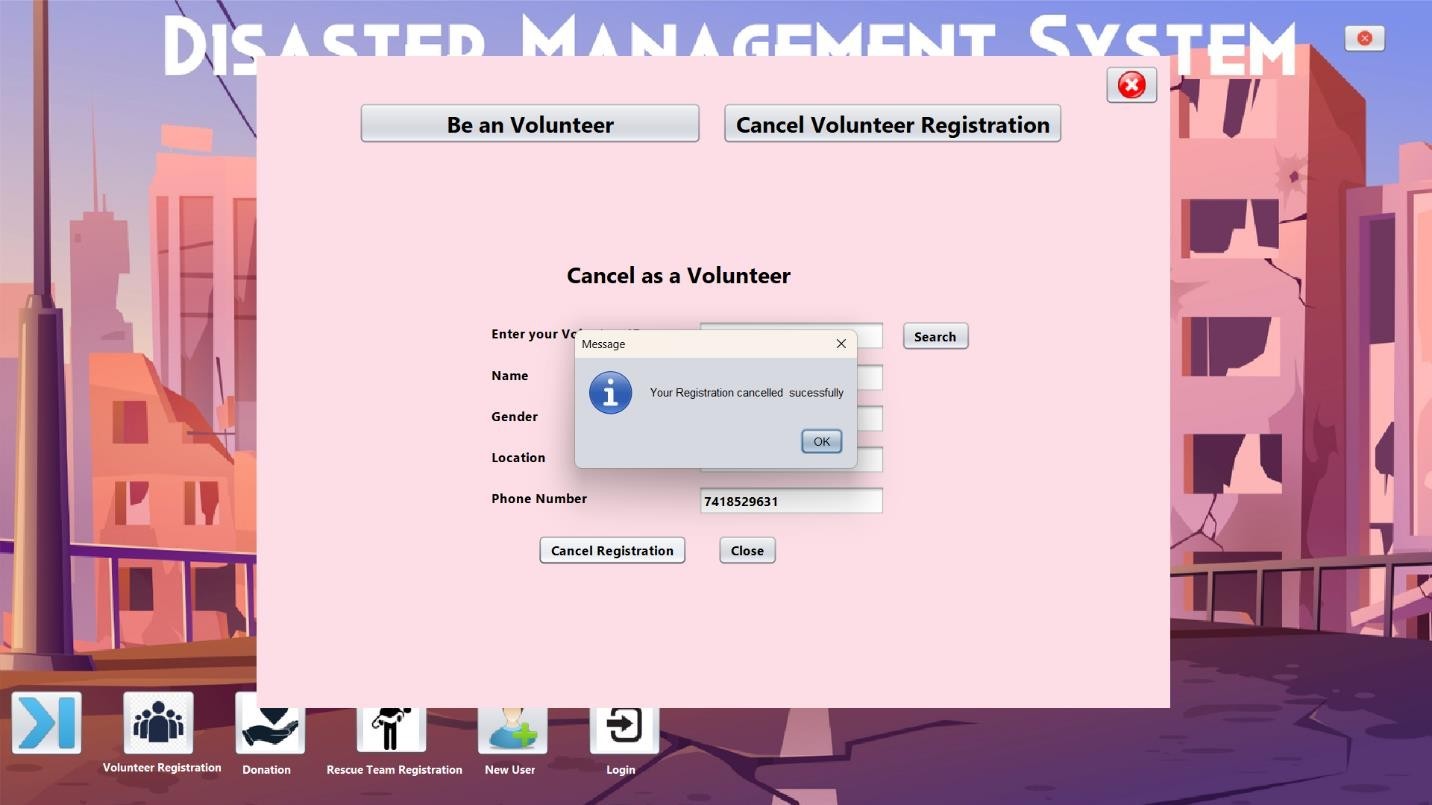 DISASTER MANAGEMENT SYSTEM
Be an Volunteer
Cancel Volunteer Registration
Cancel as a Volunteer
Enter your
Search
Message
Name
Your Registration cancelled sucessfully
Gender
OK
Location
Phone Number
7418529631
Cancel Registration
Close
Volunteer Registration
Donation
Rescue Team Registration
New User
Login